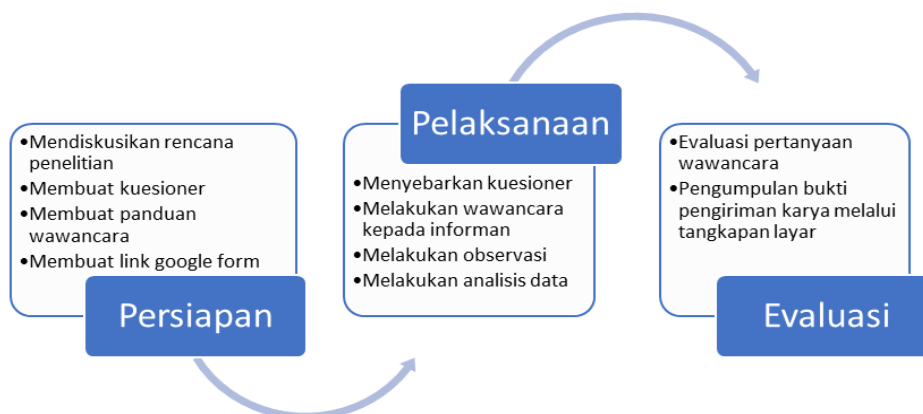 •Mendiskusikan rencana
penelitian
•Membuat kuesioner
•Membuat panduan
wawancara
•Membuat link google form
Persiapan
Pelaksanaan
•Menyebarkan kuesioner
•Melakukan wawancara
kepada informan
•Melakukan observasi
•Melakukan analisis data
•Evaluasi pertanyaan
wawancara
•Pengumpulan bukti
pengiriman karya melalui
tangkapan layar
Evaluasi